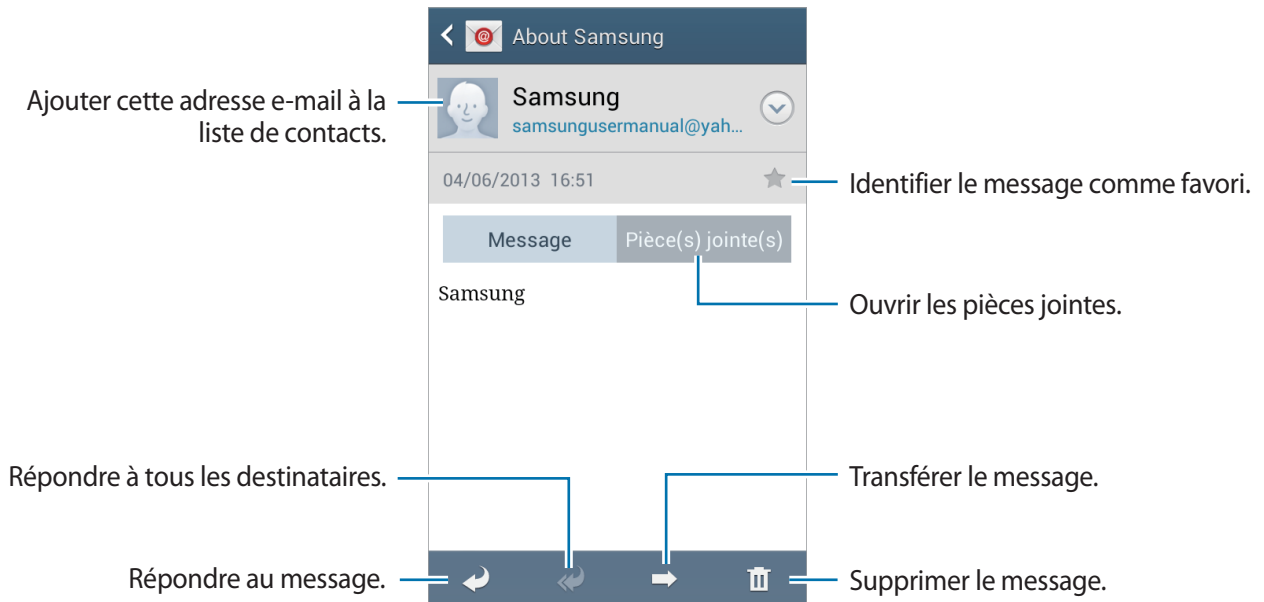 About Samsung
Ajouter cette adresse e-mail à la
liste de contacts.
Samsung
samsungusermanual@yah...
04/06/2013 16:51
Identifier le message comme favori.
Message
Pièce(s) jointe(s)
Samsung
Ouvrir les pièces jointes.
Répondre à tous les destinataires.
Transférer le message.
Répondre au message.
Supprimer le message.